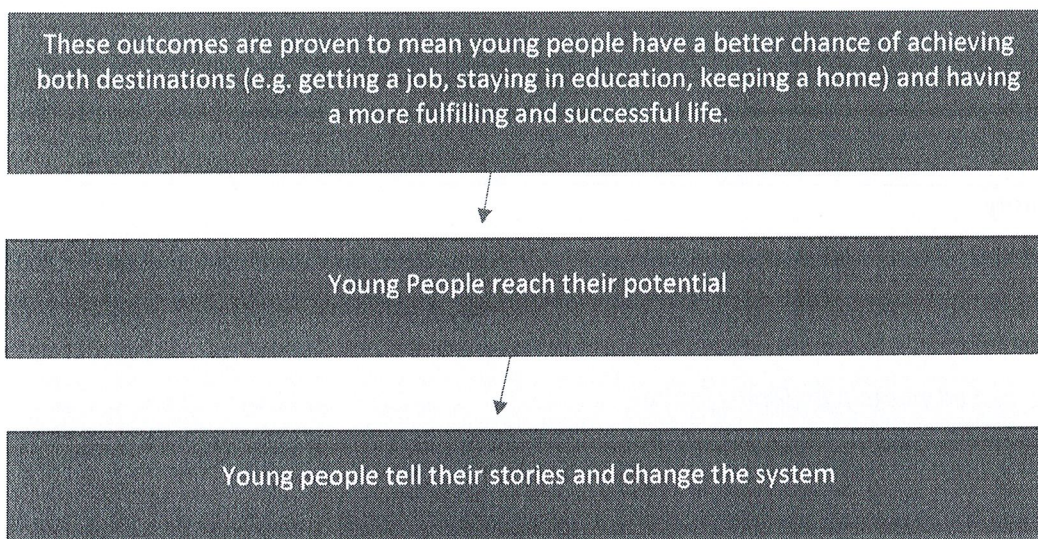 These outcomes are proven to mean young people have a better chance of achieving
both destinations (e.g. getting a job, staying in education, keeping a home) and having
a more fulfilling and successful life.
Young People reach their potential
Young people tell their stories and change the system